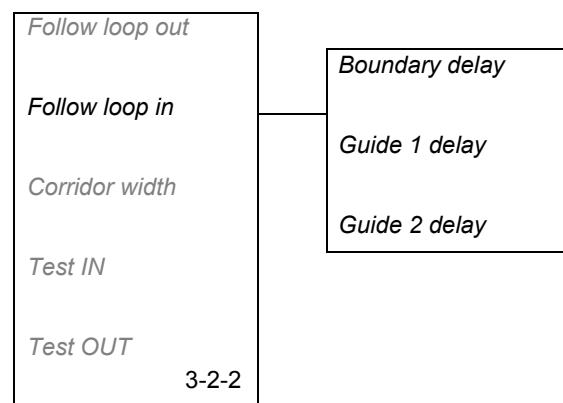 Follow loop out
Follow loop in
Corridor width
Test IN
Test OUT
3-2-2
Boundary delay
Guide 1 delay
Guide 2 delay